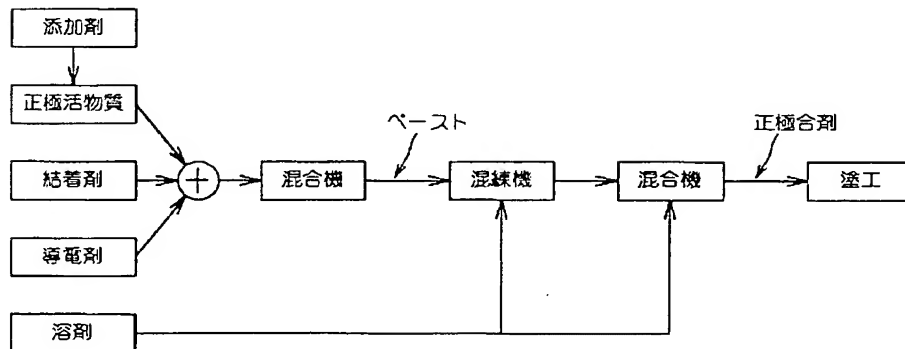 添加剤
正極活物質
結着剤
導電剤
溶剤
+
混合機
ペースト
混練機
混合機
正極合剤
塗工